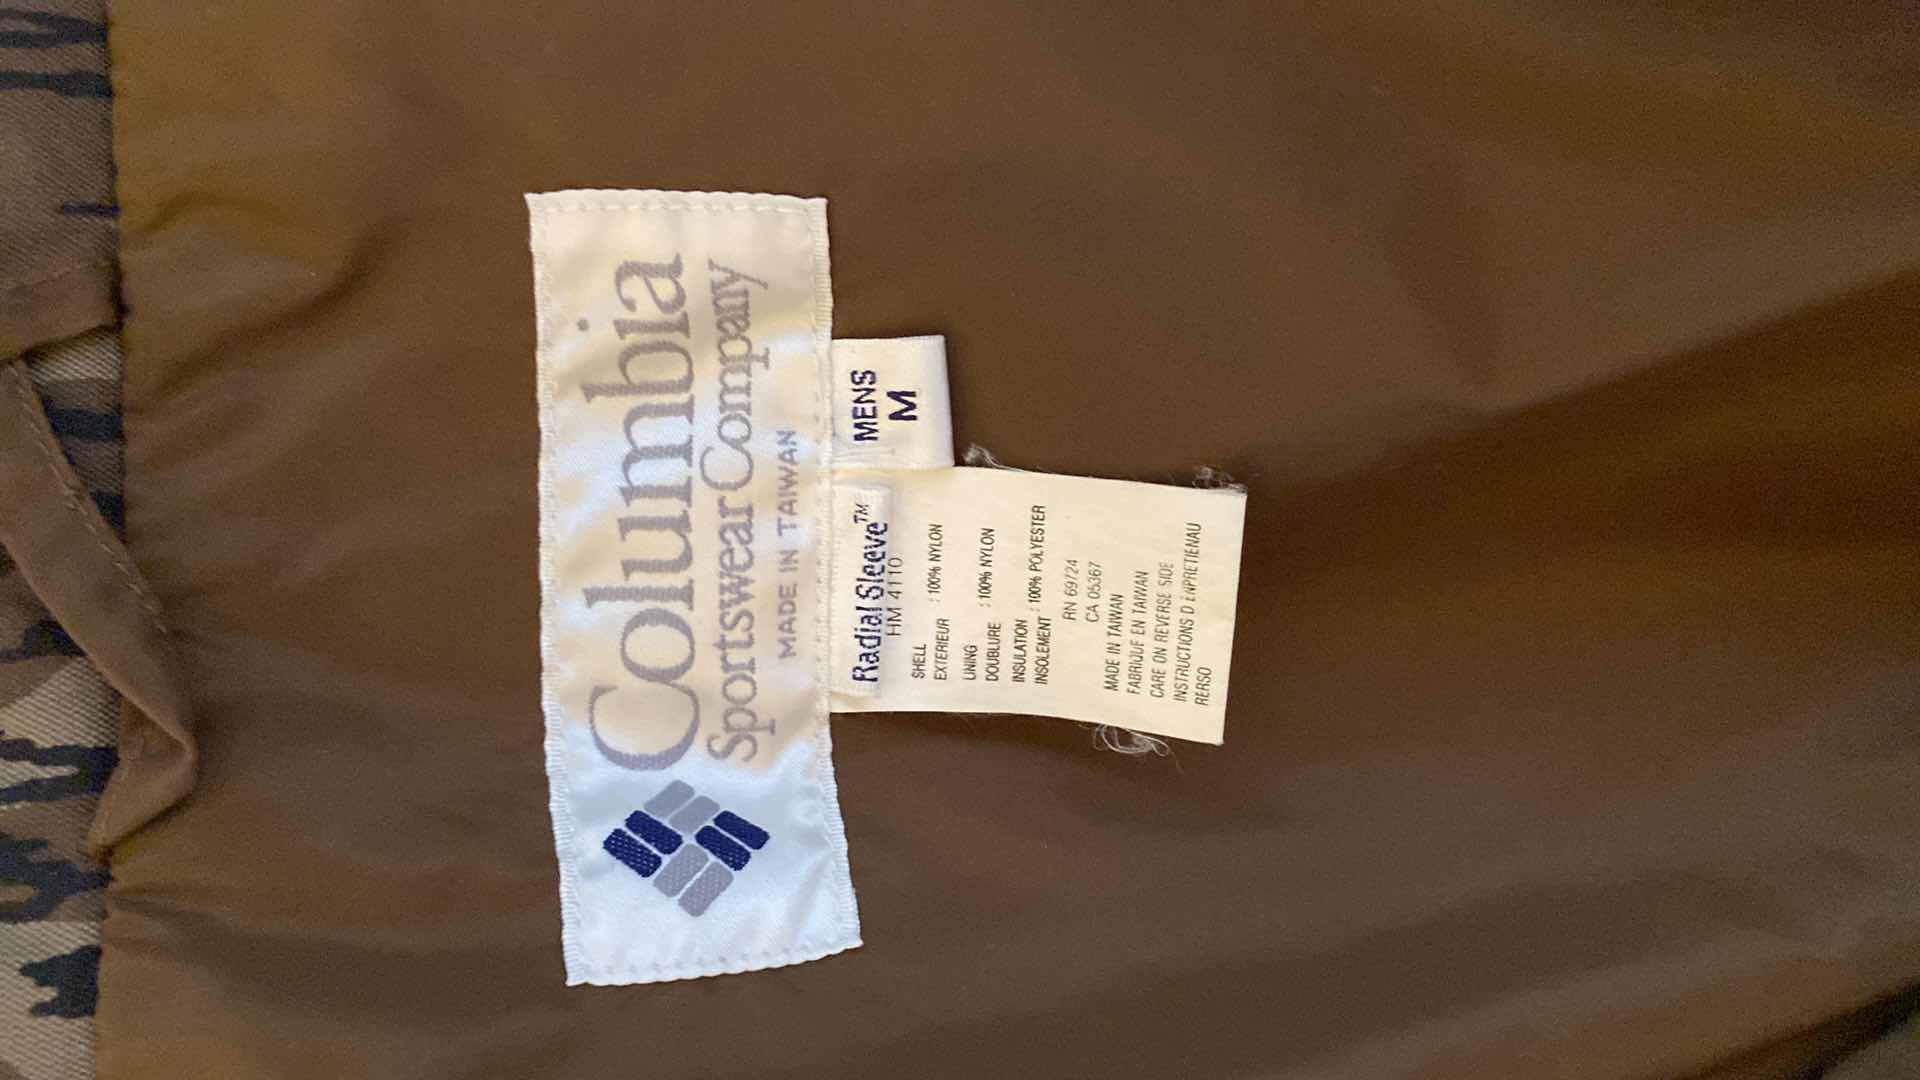 Columbia
Sportswear Company
MADE IN TAIWAN
MENS
M
Radial Sleeve™
HM 4110
SHELL
EXTERIEUR : 100% NYLON
LINING
DOUBLURE : 100% NYLON
INSULATION
INSOLEMENT : 100% POLYESTER
RN 69724
CA 05367
MADE IN TAIWAN
FABRIQUE EN TAIWAN
CARE ON REVERSE SIDE
INSTRUCTIONS D ENPRETIENAU
RERSO